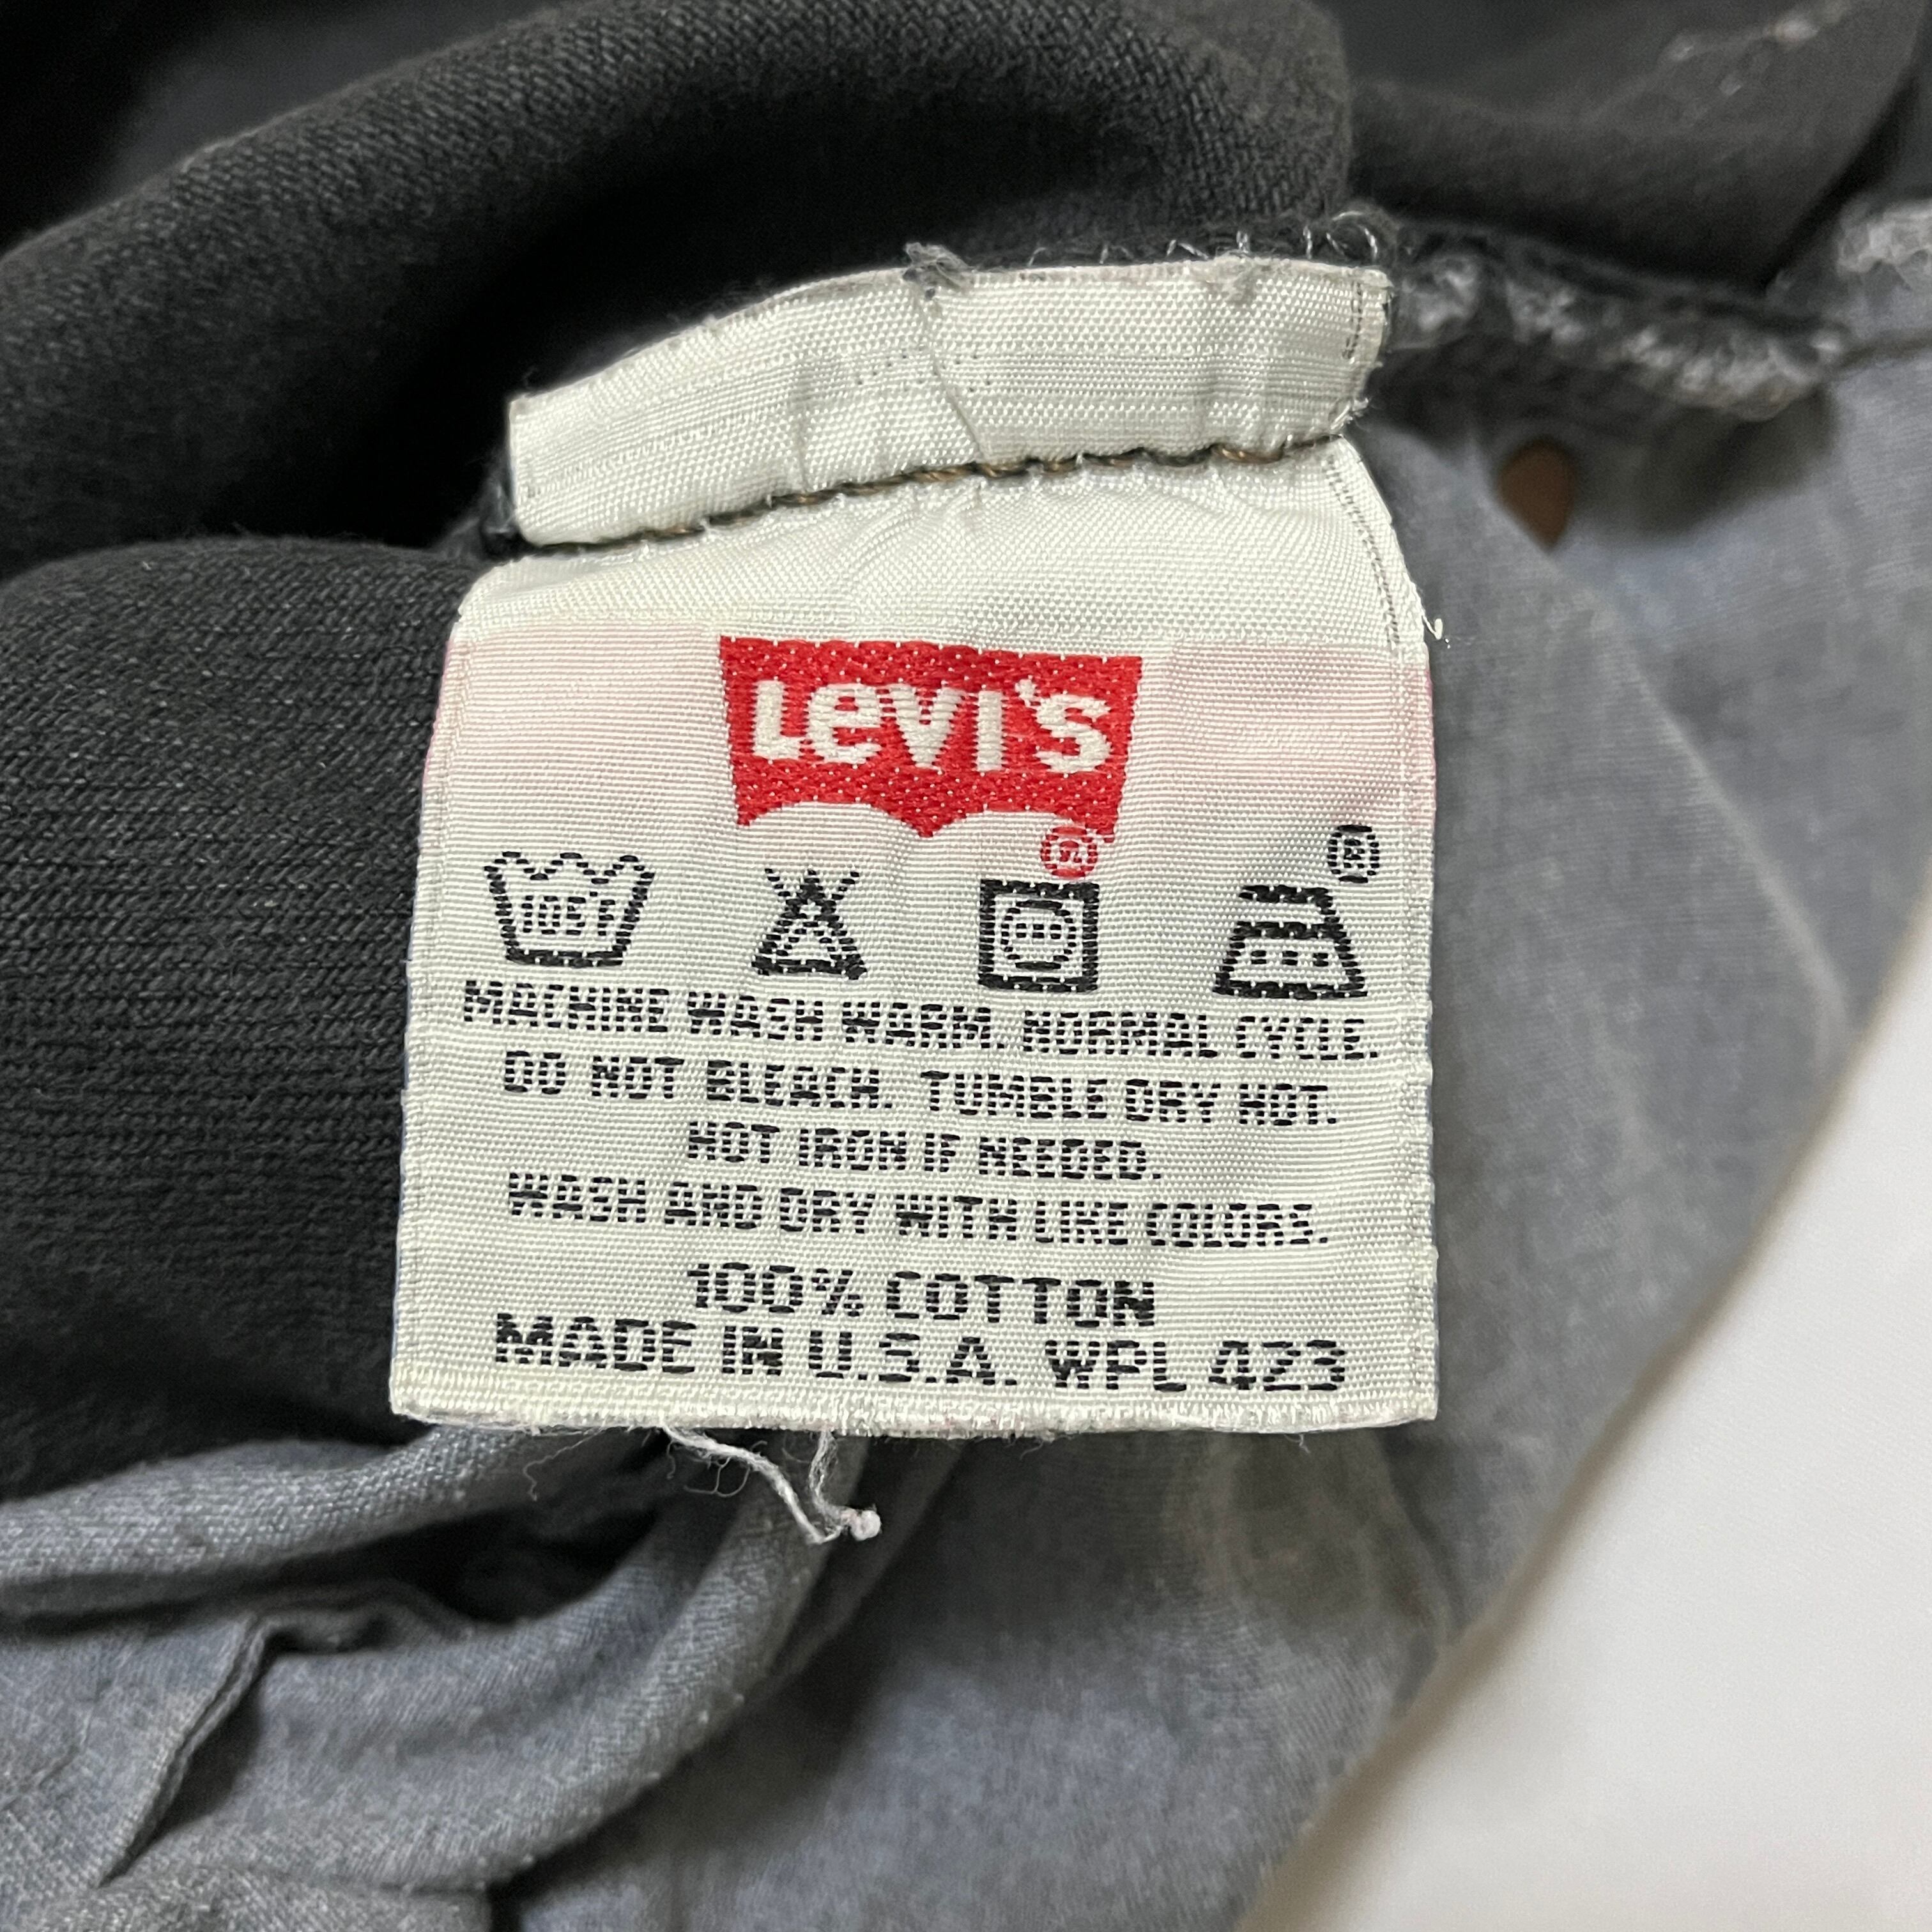 LEVI'S
®
®
105F
MACHINE WASH WARM. NORMAL CYCLE.
DO NOT BLEACH. TUMBLE DRY HOT.
HOT IRON IF NEEDED.
WASH AND DRY WITH LIKE COLORS.
100% COTTON
MADE IN U.S.A. WPL 423